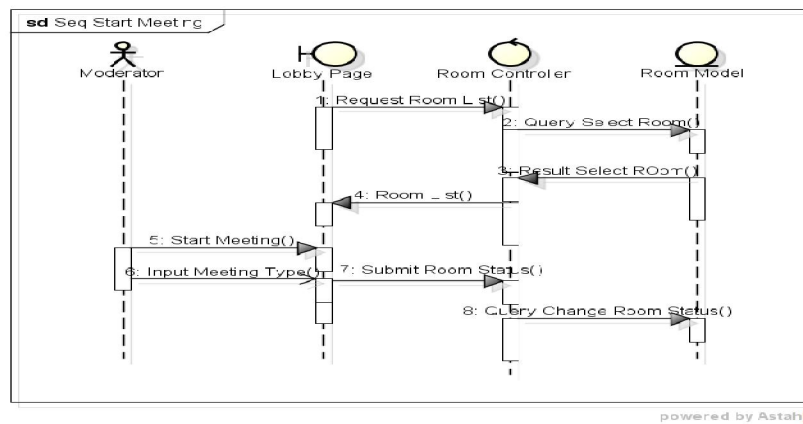 sd Seq Start Meeting
Moderator
Lobby Page
Room Controller
Room Model
1: Request Room List()
2: Query Select Room()
3: Result Select ROom()
4: Room List()
5: Start Meeting()
6: Input Meeting Type()
7: Submit Room Status()
8: Query Change Room Status()
powered by Astah